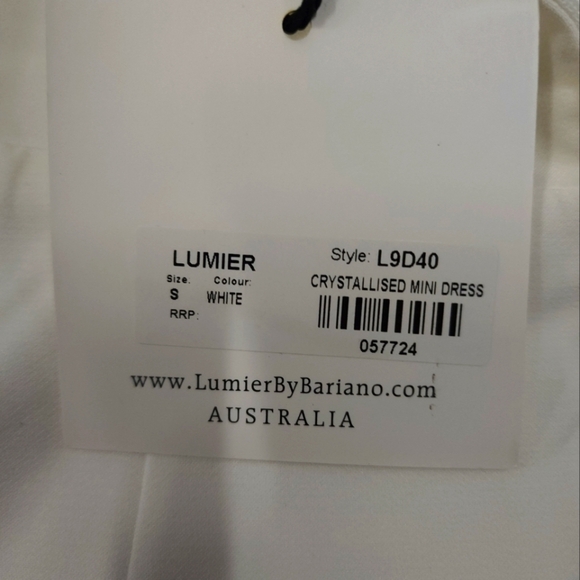 LUMIER
Size: Colour:
S WHITE
RRP:
Style: L9D40
CRYSTALLISED MINI DRESS
057724
www.LumierByBariano.com
AUSTRALIA